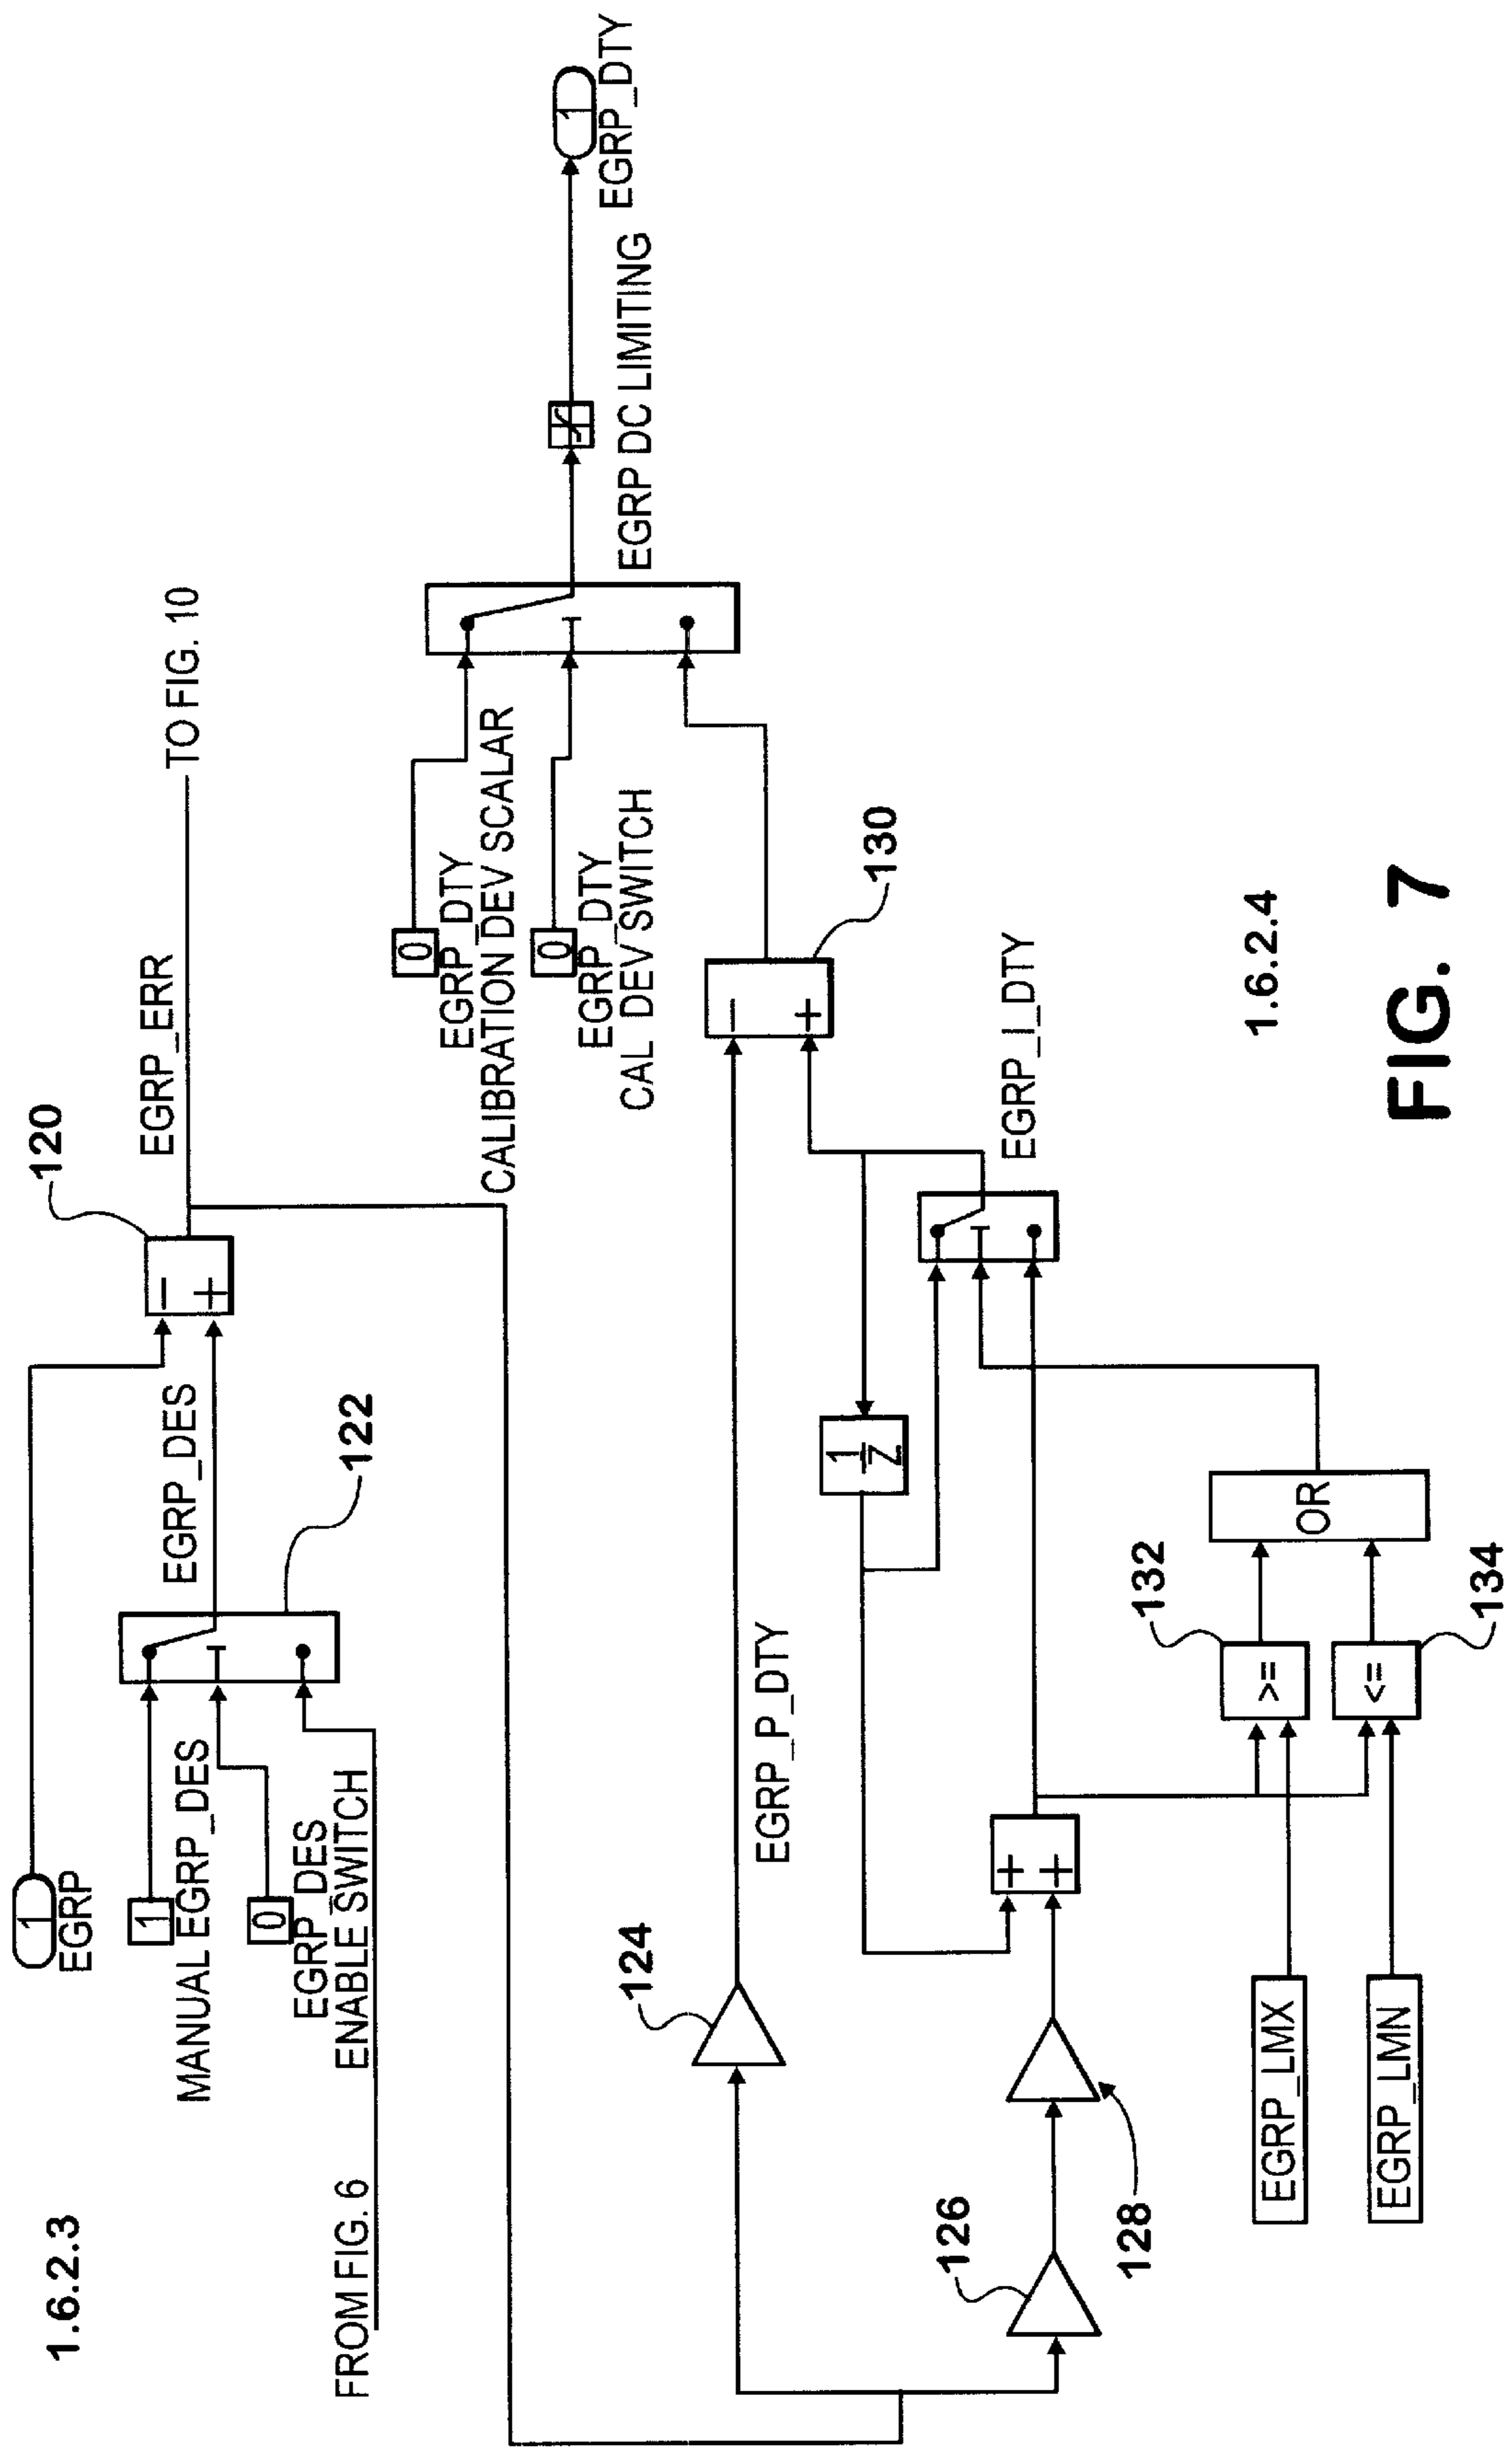 1.6.2.3
1
EGRP
120
EGRP_ERR
TO FIG. 10
−
+
1
MANUAL EGRP_DES
EGRP_DES
0
EGRP_DES
ENABLE SWITCH
122
FROM FIG. 6
0
EGRP_DTY
CALIBRATION DEV SCALAR
0
EGRP_DTY
CAL DEV SWITCH
EGRP DC LIMITING
1
EGRP_DTY
124
EGRP_P_DTY
−
+
130
1
Z
126
128
+
+
EGRP_I_DTY
132
>=
OR
<=
134
EGRP_LMX
EGRP_LMN
1.6.2.4
FIG. 7